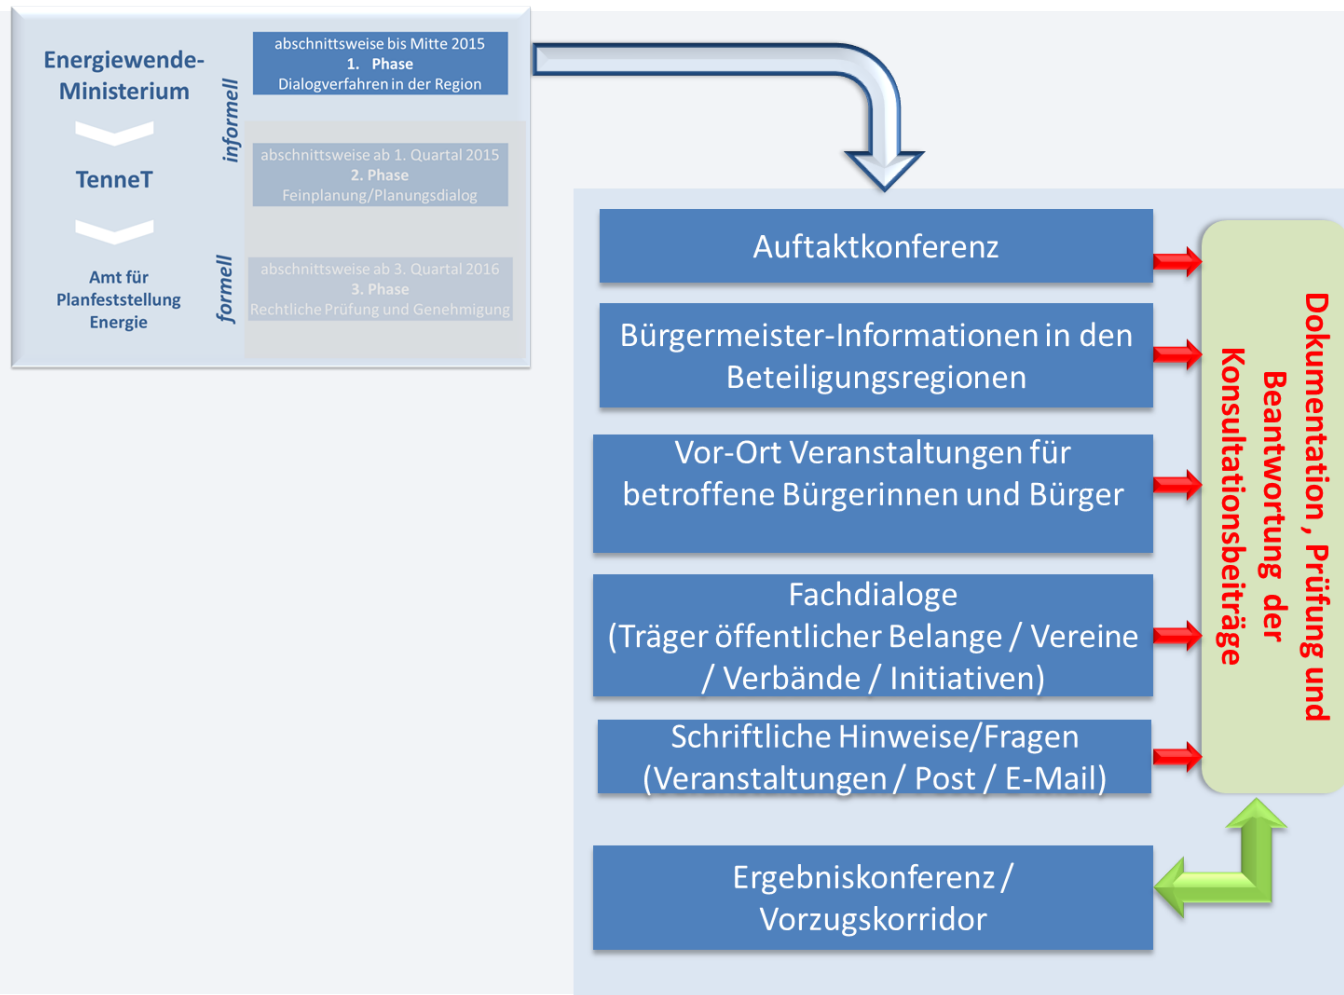 Energiewende-
Ministerium
TenneT
Amt für
Planfeststellung
Energie
informell
formell
abschnittsweise bis Mitte 2015
1. Phase
Dialogverfahren in der Region
abschnittsweise ab 1. Quartal 2015
2. Phase
Feinplanung/Planungsdialog
abschnittsweise ab 3. Quartal 2016
3. Phase
Rechtliche Prüfung und Genehmigung
Auftaktkonferenz
Bürgermeister-Informationen in den
Beteiligungsregionen
Vor-Ort Veranstaltungen für
betroffene Bürgerinnen und Bürger
Fachdialoge
(Träger öffentlicher Belange / Vereine
/ Verbände / Initiativen)
Schriftliche Hinweise/Fragen
(Veranstaltungen / Post / E-Mail)
Ergebniskonferenz /
Vorzugskorridor
Dokumentation , Prüfung und
Beantwortung der
Konsultationsbeiträge